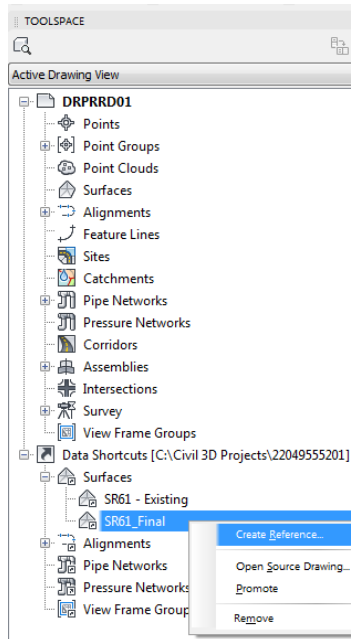 TOOLSPACE
Active Drawing View
DRPRRD01
Points
Point Groups
Point Clouds
Surfaces
Alignments
Feature Lines
Sites
Catchments
Pipe Networks
Pressure Networks
Corridors
Assemblies
Intersections
Survey
View Frame Groups
Data Shortcuts [C:\Civil 3D Projects\22049555201]
Surfaces
SR61 - Existing
SR61_Final
Create Reference...
Alignments
Open Source Drawing...
Pipe Networks
Promote
Pressure Networks
Remove
View Frame Group